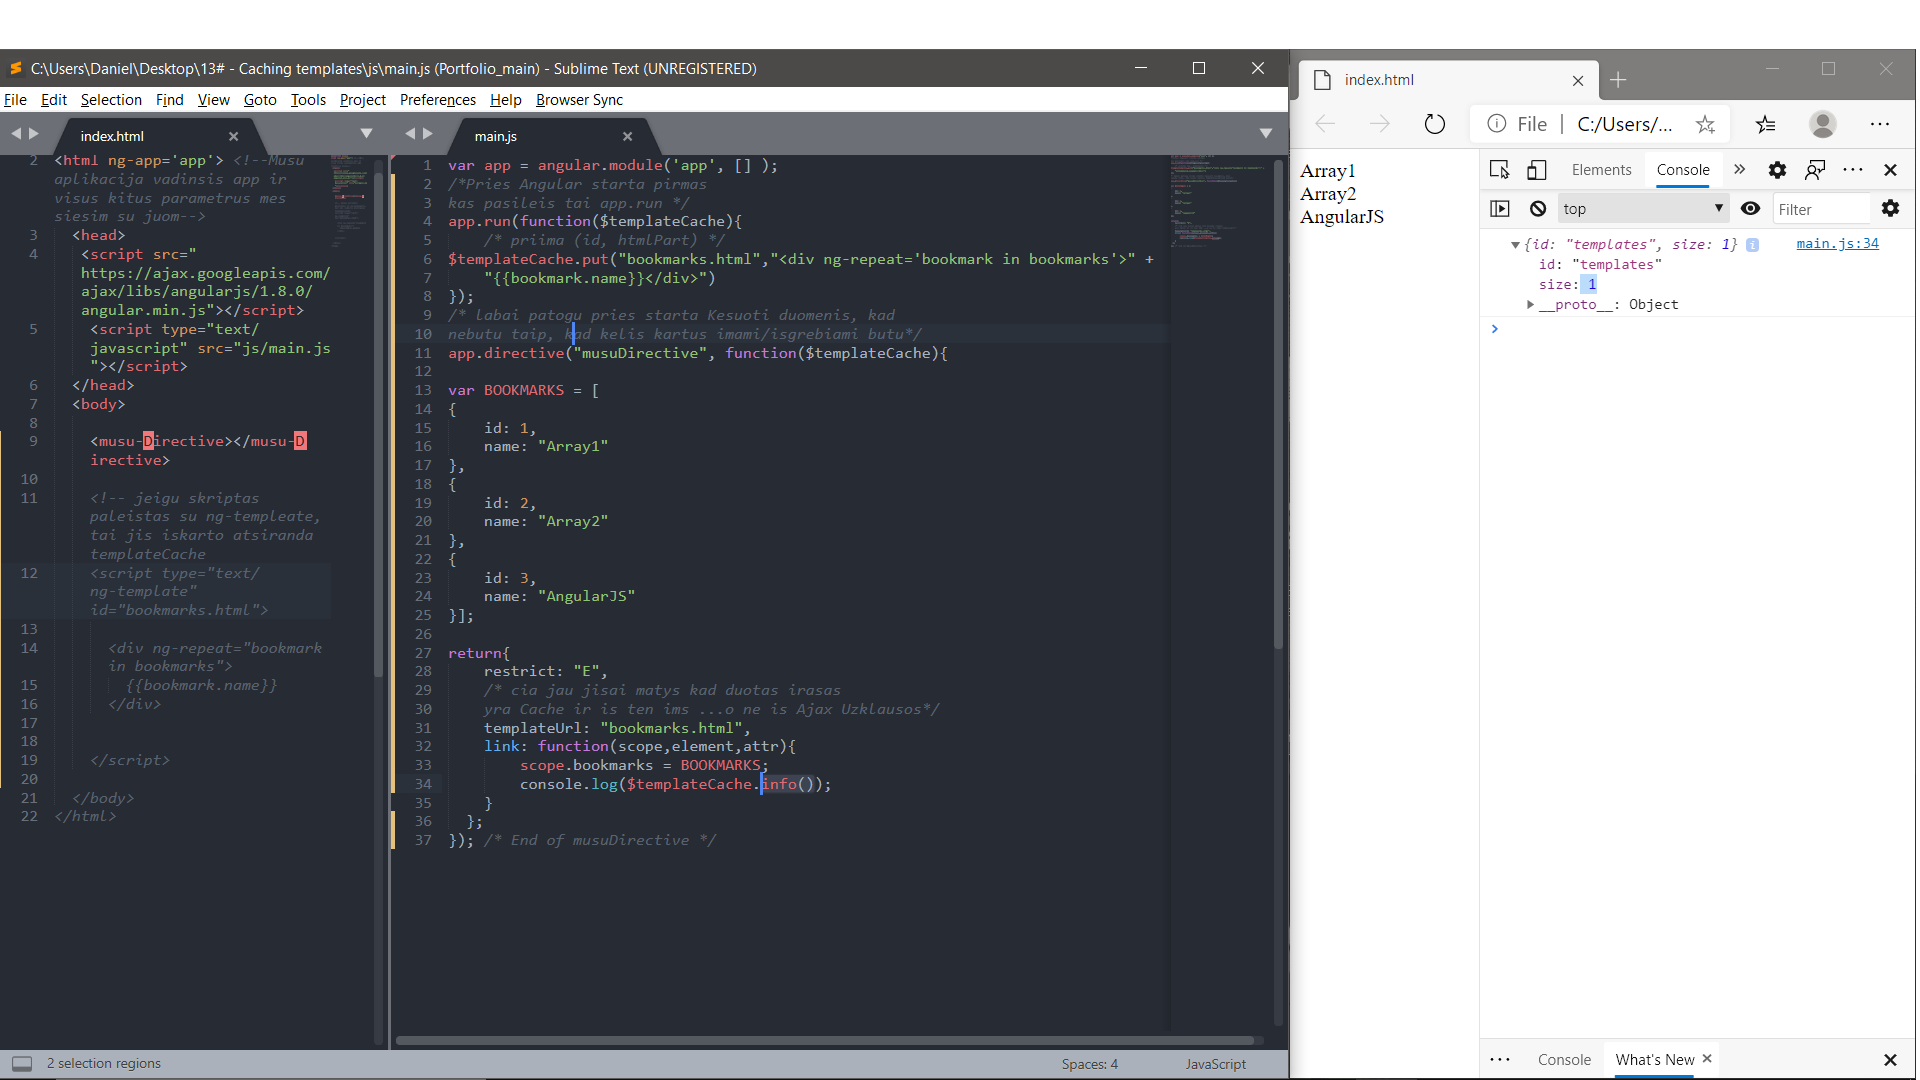 C:\Users\Daniel\Desktop\13# - Caching templates\js\main.js (Portfolio_main) - Sublime Text (UNREGISTERED)
File Edit Selection Find View Goto Tools Project Preferences Help Browser Sync
index.html
2 <html ng-app='app'> <!--Musu
aplikacija vadinsis app ir
visus kitus parametrus mes
siesim su juom-->
3 <head>
4 <script src="
https://ajax.googleapis.com/
ajax/libs/angularjs/1.8.0/
angular.min.js"></script>
5 <script type="text/
javascript" src="js/main.js
"></script>
6 </head>
7 <body>
8
9 <musu-Directive></musu-D
irective>
10
11 <!-- jeigu skriptas
paleistas su ng-templeate,
tai jis iskarto atsiranda
templateCache
12 <script type="text/
ng-template"
id="bookmarks.html">
13
14 <div ng-repeat="bookmark
in bookmarks">
15 {{bookmark.name}}
16 </div>
17
18
19 </script>
20
21 </body>
22 </html>
main.js
1 var app = angular.module('app', [] );
2 /*Pries Angular starta pirmas
3 kas pasileis tai app.run */
4 app.run(function($templateCache){
5 /* priima (id, htmlPart) */
6 $templateCache.put("bookmarks.html","<div ng-repeat='bookmark in bookmarks'>" +
7 "{{bookmark.name}}</div>")
8 });
9 /* Labai patogu pries starta Kesuoti duomenis, kad
10 nebutu taip, kad kelis kartus imami/isgrebiami butu*/
11 app.directive("musuDirective", function($templateCache){
12
13 var BOOKMARKS = [
14 {
15 id: 1,
16 name: "Array1"
17 },
18 {
19 id: 2,
20 name: "Array2"
21 },
22 {
23 id: 3,
24 name: "AngularJS"
25 }];
26
27 return{
28 restrict: "E",
29 /* cia jau jisai matys kad duotas irasas
30 yra Cache ir is ten ims ...o ne is Ajax Uzklausos*/
31 templateUrl: "bookmarks.html",
32 link: function(scope,element,attr){
33 scope.bookmarks = BOOKMARKS;
34 console.log($templateCache.info());
35 }
36 };
37 }); /* End of musuDirective */
2 selection regions
Spaces: 4
JavaScript
index.html
File | C:/Users/...
Array1
Array2
AngularJS
Elements Console
top
Filter
{id: "templates", size: 1} main.js:34
id: "templates"
size: 1
__proto__: Object
Console What's New